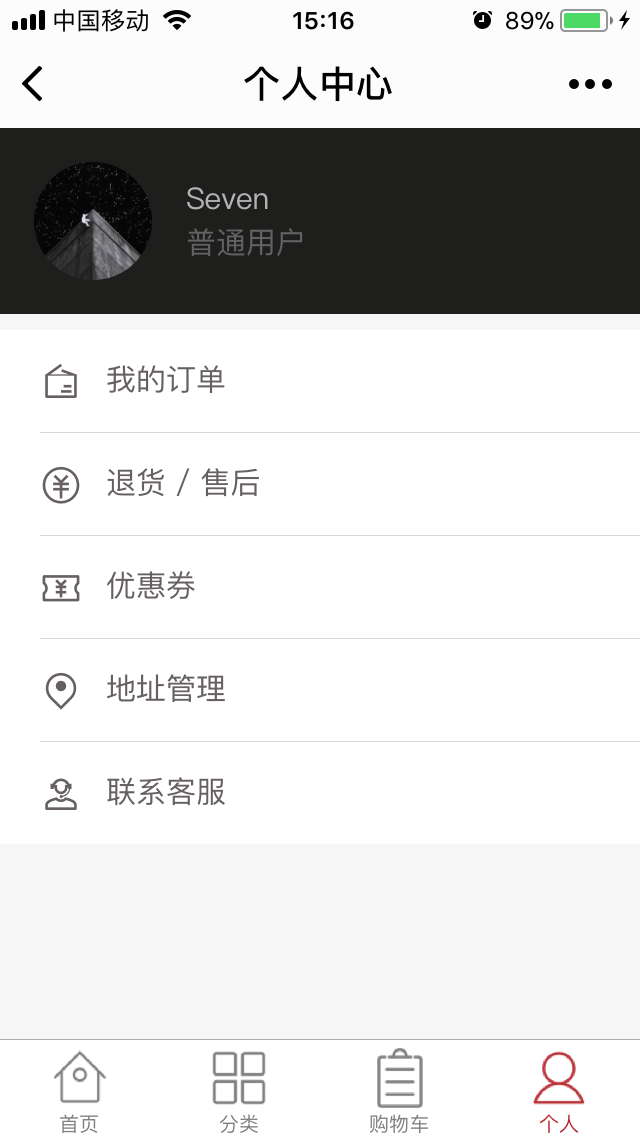 中国移动 15:16 89%
个人中心
Seven
普通用户
我的订单
退货 / 售后
优惠券
地址管理
联系客服
首页 分类 购物车 个人